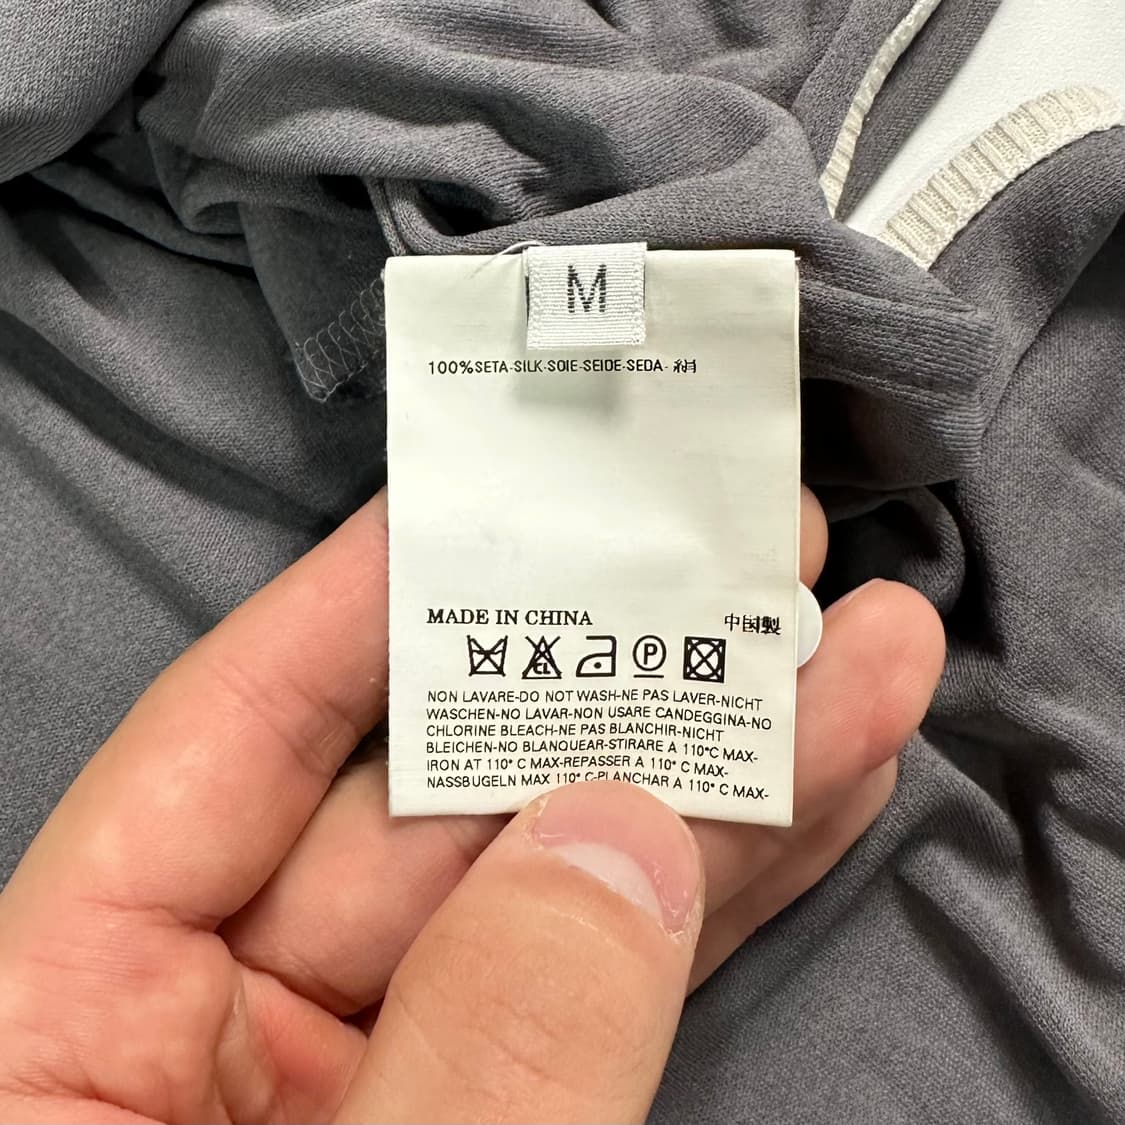 M
100%SETA-SILK-SOIE-SEIDE-SEDA- 絹
MADE IN CHINA 中国製
CL P
NON LAVARE-DO NOT WASH-NE PAS LAVER-NICHT
WASCHEN-NO LAVAR-NON USARE CANDEGGINA-NO
CHLORINE BLEACH-NE PAS BLANCHIR-NICHT
BLEICHEN-NO BLANQUEAR-STIRARE A 110°C MAX-
IRON AT 110° C MAX-REPASSER A 110° C MAX-
NASSBUGELN MAX 110° C-PLANCHAR A 110° C MAX-